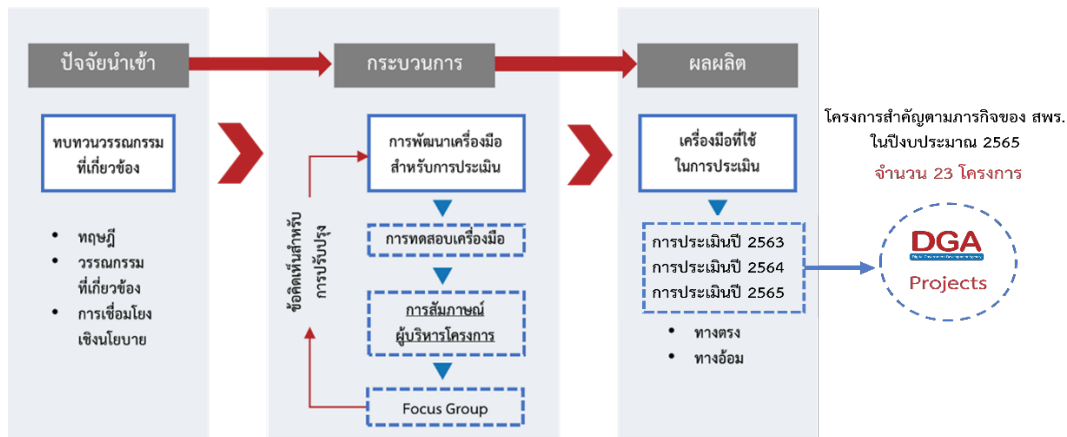 ปัจจัยนำเข้า
กระบวนการ
ผลผลิต
ทบทวนวรรณกรรม
ที่เกี่ยวข้อง
• ทฤษฎี
• วรรณกรรม
ที่เกี่ยวข้อง
• การเชื่อมโยง
เชิงนโยบาย
ข้อคิดเห็นสำหรับ
การปรับปรุง
การพัฒนาเครื่องมือ
สำหรับการประเมิน
การทดสอบเครื่องมือ
การสัมภาษณ์
ผู้บริหารโครงการ
Focus Group
เครื่องมือที่ใช้
ในการประเมิน
การประเมินปี 2563
การประเมินปี 2564
การประเมินปี 2565
• ทางตรง
• ทางอ้อม
โครงการสำคัญตามภารกิจของ สพร.
ในปีงบประมาณ 2565
จำนวน 23 โครงการ
DGA
Digital Government Development Agency
Projects